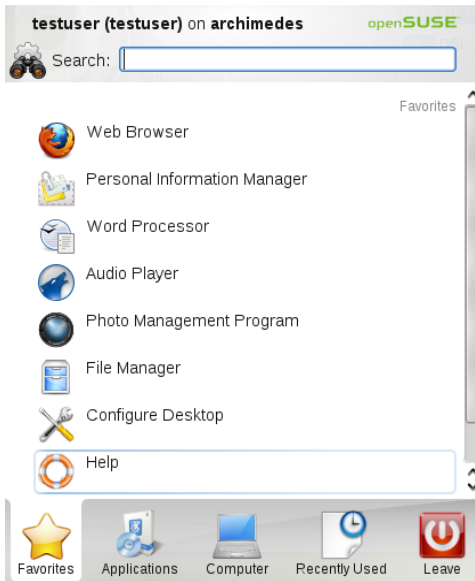 testuser (testuser) on archimedes
openSUSE
Search:
Favorites
Web Browser
Personal Information Manager
Word Processor
Audio Player
Photo Management Program
File Manager
Configure Desktop
Help
Favorites
Applications
Computer
Recently Used
Leave